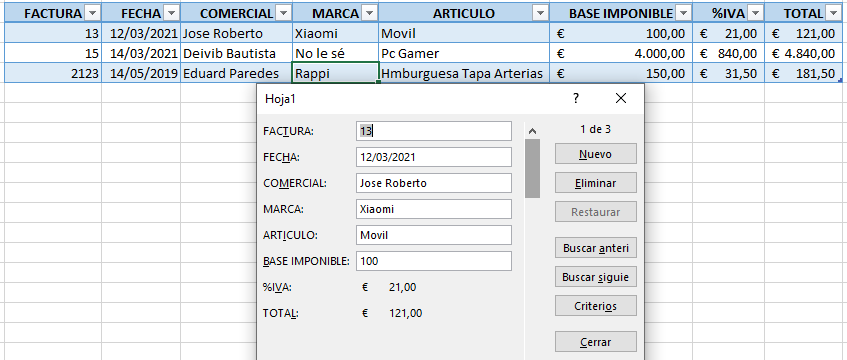 FACTURA FECHA COMERCIAL MARCA ARTICULO BASE IMPONIBLE %IVA TOTAL
13 12/03/2021 Jose Roberto Xiaomi Movil € 100,00 € 21,00 € 121,00
15 14/03/2021 Deivib Bautista No le sé Pc Gamer € 4.000,00 € 840,00 € 4.840,00
2123 14/05/2019 Eduard Paredes Rappi Hmburguesa Tapa Arterias € 150,00 € 31,50 € 181,50
Hoja1 ?
FACTURA: 13
FECHA: 12/03/2021
COMERCIAL: Jose Roberto
MARCA: Xiaomi
ARTICULO: Movil
BASE IMPONIBLE: 100
%IVA: € 21,00
TOTAL: € 121,00
1 de 3
Nuevo
Eliminar
Restaurar
Buscar anteri
Buscar siguie
Criterios
Cerrar